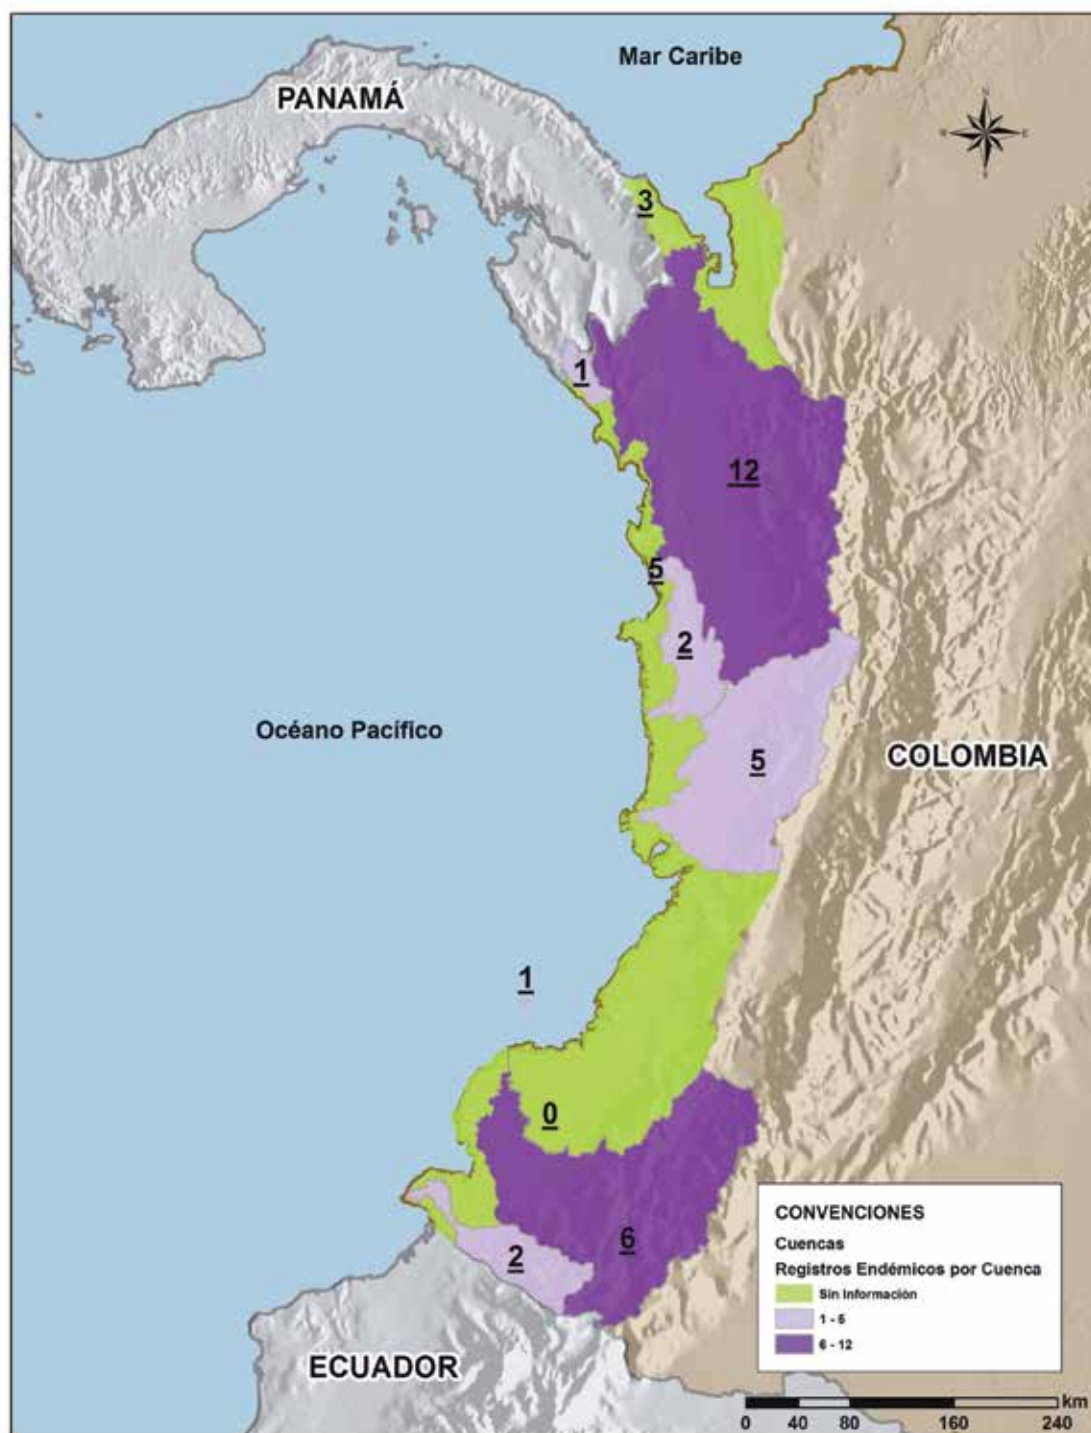 Mar Caribe
PANAMÁ
N
E
3
1
12
5
2
Océano Pacífico
5
COLOMBIA
1
0
6
2
ECUADOR
CONVENCIONES
Cuencas
Registros Endémicos por Cuenca
Sin Información
1 - 5
6 - 12
km
0 40 80 160 240